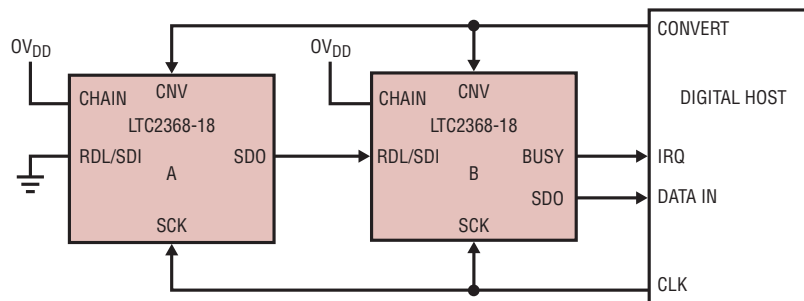 CONVERT
OVDD
OVDD
CHAIN
CNV
LTC2368-18
RDL/SDI
SDO
A
SCK
CHAIN
CNV
LTC2368-18
RDL/SDI
BUSY
B
SDO
SCK
DIGITAL HOST
IRQ
DATA IN
CLK